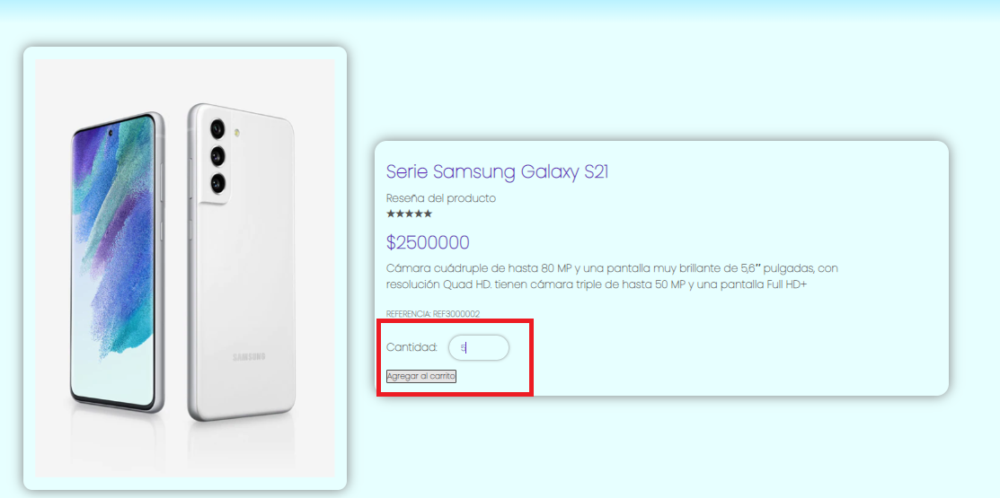 SAMSUNG
Serie Samsung Galaxy S21
Reseña del producto
★★★★★
$2500000
Cámara cuádruple de hasta 80 MP y una pantalla muy brillante de 5,6″ pulgadas, con
resolución Quad HD. tienen cámara triple de hasta 50 MP y una pantalla Full HD+
REFERENCIA: REF3000002
Cantidad: 5
Agregar al carrito